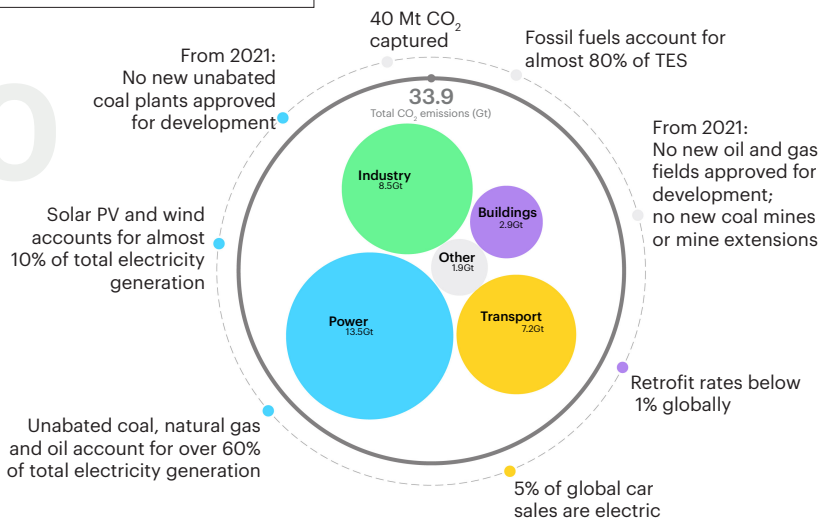 40 Mt CO2
captured
Fossil fuels account for
almost 80% of TES
From 2021:
No new unabated
coal plants approved
for development
33.9
Total CO2 emissions (Gt)
From 2021:
No new oil and gas
fields approved for
development;
no new coal mines
or mine extensions
Industry
8.5Gt
Buildings
2.9Gt
Solar PV and wind
accounts for almost
10% of total electricity
generation
Other
1.9Gt
Power
13.5Gt
Transport
7.2Gt
Retrofit rates below
1% globally
Unabated coal, natural gas
and oil account for over 60%
of total electricity generation
5% of global car
sales are electric